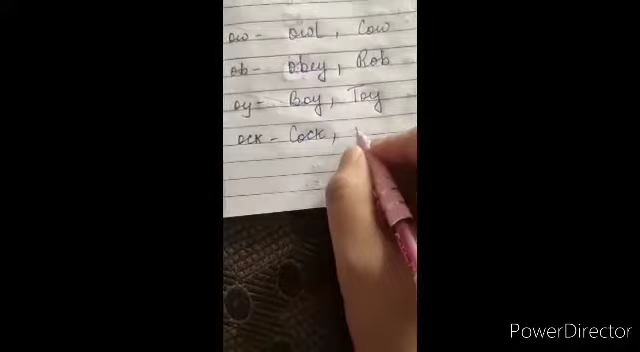 ow - owl, Cow
ob - obey, Rob
oy - Boy, Toy
ock - Cock,
PowerDirector